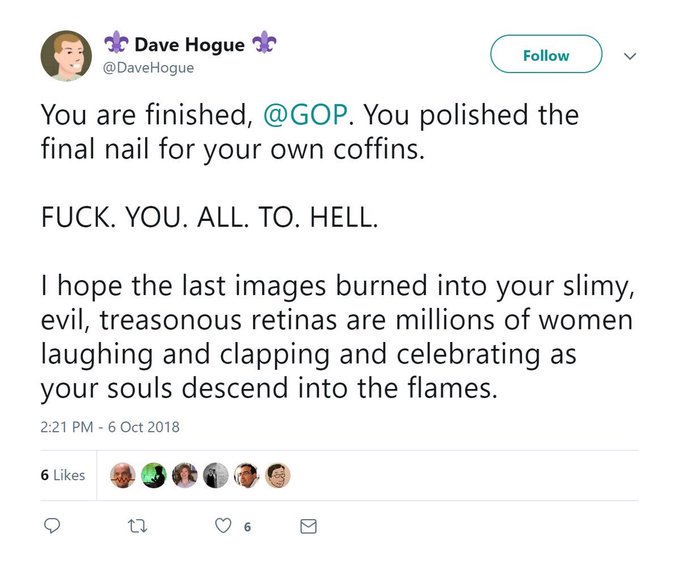 Dave Hogue
@DaveHogue
Follow
You are finished, @GOP. You polished the
final nail for your own coffins.
FUCK. YOU. ALL. TO. HELL.
I hope the last images burned into your slimy,
evil, treasonous retinas are millions of women
laughing and clapping and celebrating as
your souls descend into the flames.
2:21 PM - 6 Oct 2018
6 Likes
6